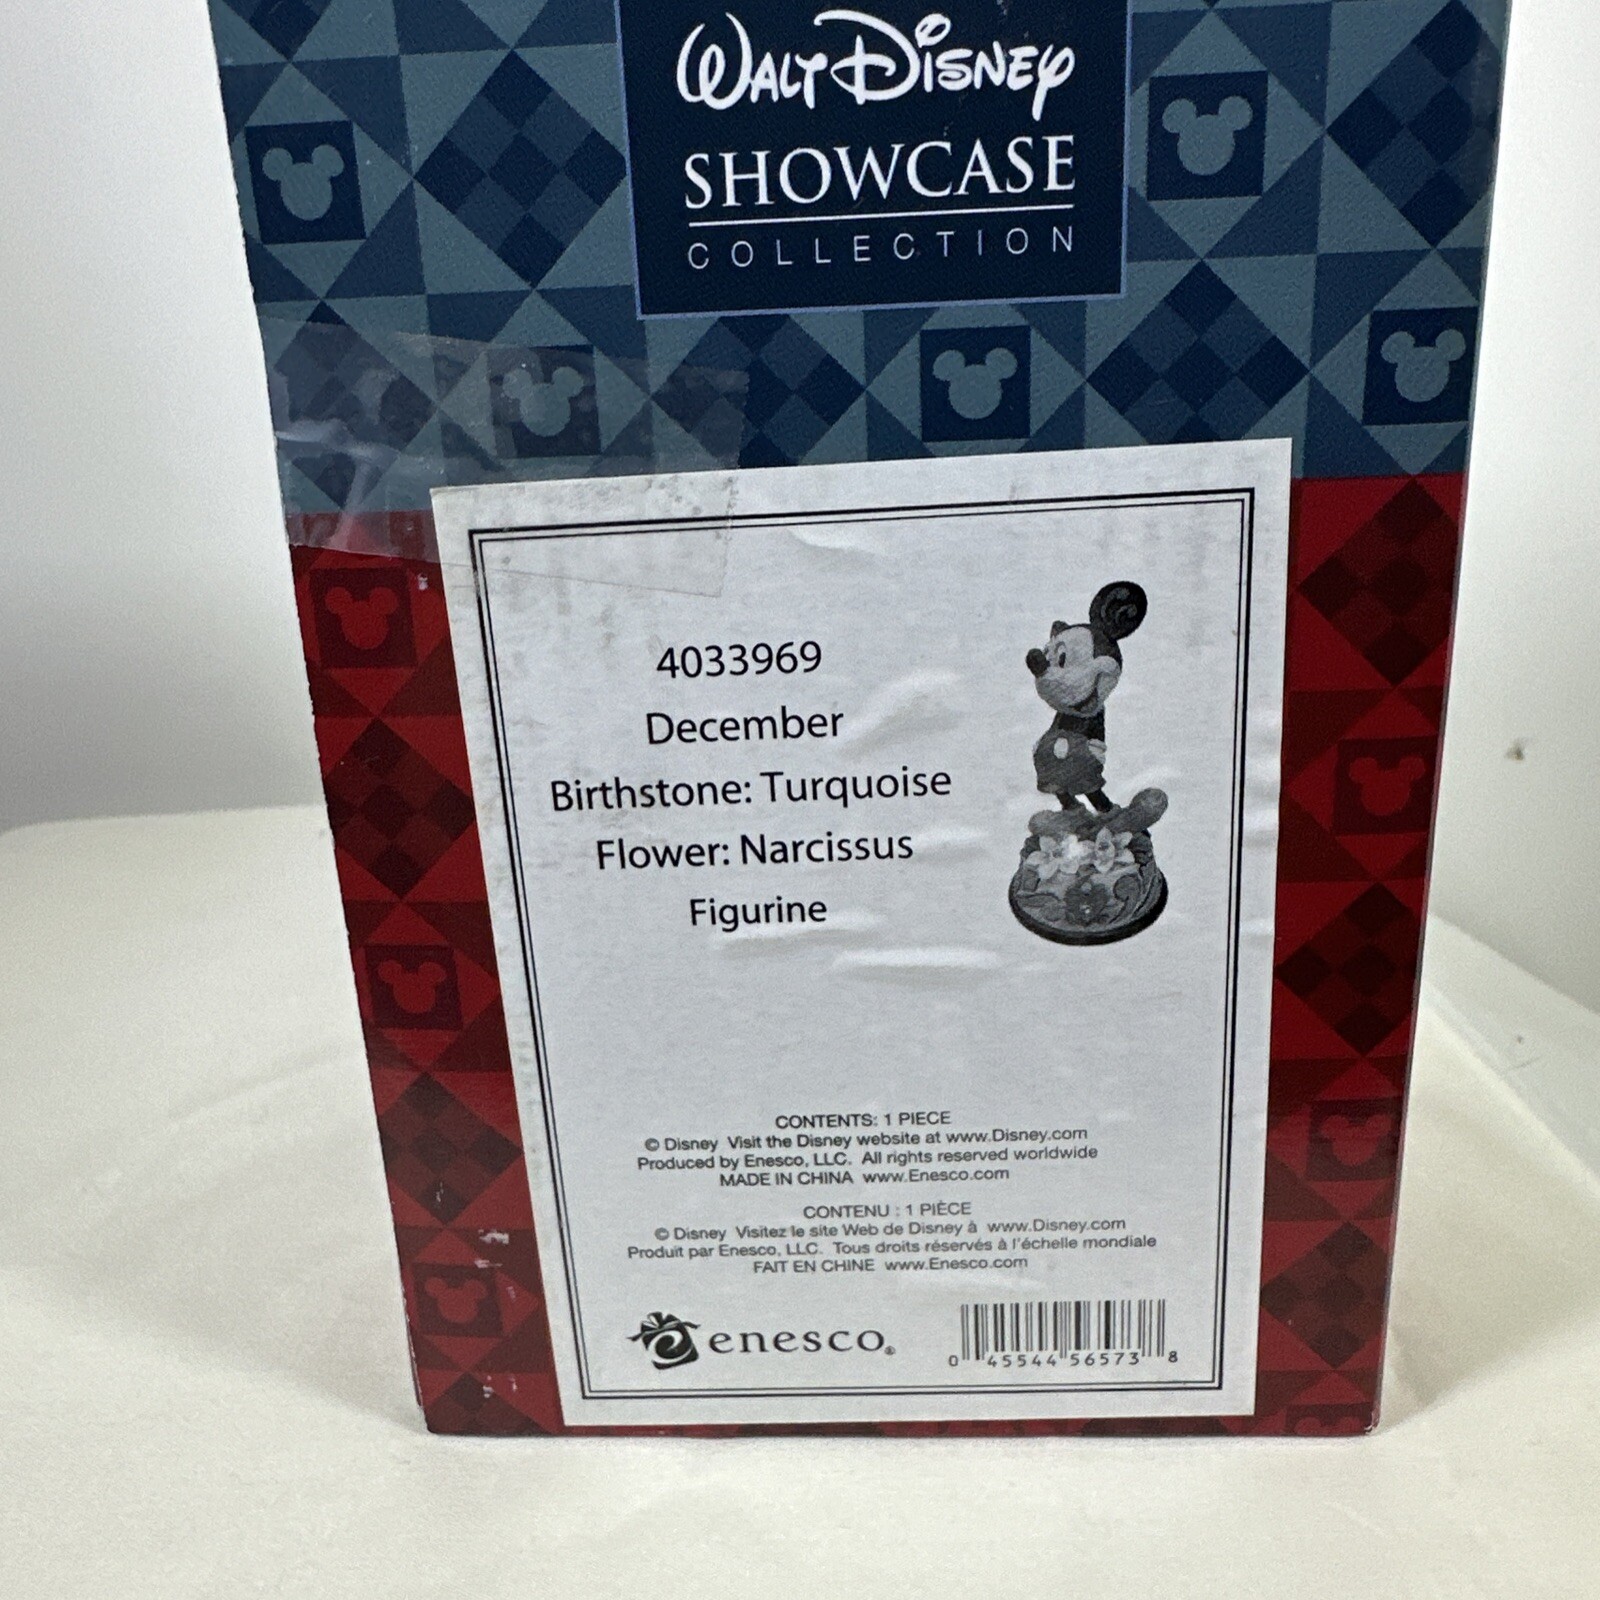 WALT DISNEY
SHOWCASE
COLLECTION
4033969
December
Birthstone: Turquoise
Flower: Narcissus
Figurine
CONTENTS: 1 PIECE
© Disney Visit the Disney website at www.Disney.com
Produced by Enesco, LLC. All rights reserved worldwide
MADE IN CHINA www.Enesco.com
CONTENU : 1 PIÈCE
© Disney Visitez le site Web de Disney à www.Disney.com
Produit par Enesco, LLC. Tous droits réservés à l'échelle mondiale
FAIT EN CHINE www.Enesco.com
enesco®
0 45544 56573 8